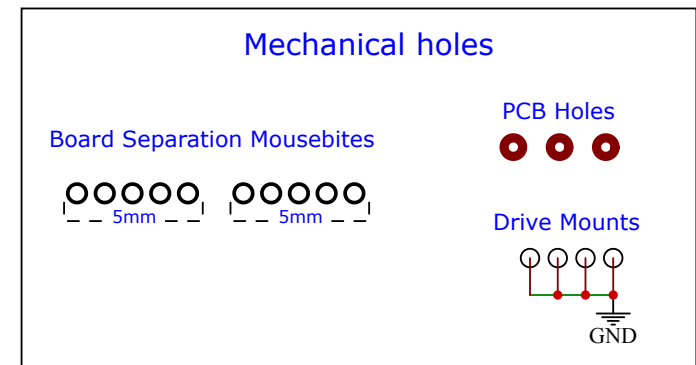 Mechanical holes
PCB Holes
Board Separation Mousebites
5mm
5mm
Drive Mounts
GND